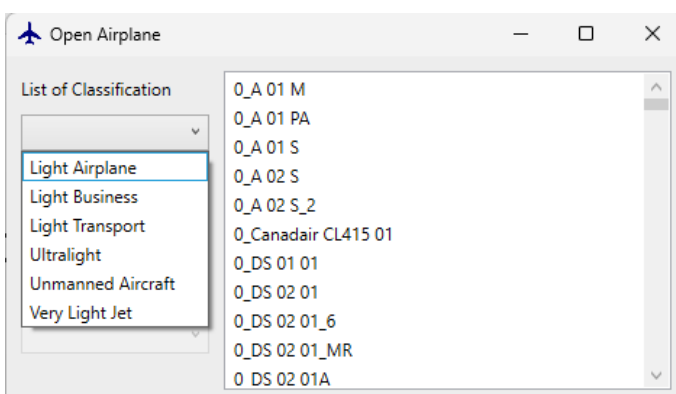 Open Airplane
List of Classification
Light Airplane
Light Business
Light Transport
Ultralight
Unmanned Aircraft
Very Light Jet
0_A 01 M
0_A 01 PA
0_A 01 S
0_A 02 S
0_A 02 S_2
0_Canadair CL415 01
0_DS 01 01
0_DS 02 01
0_DS 02 01_6
0_DS 02 01_MR
0_DS 02 01A